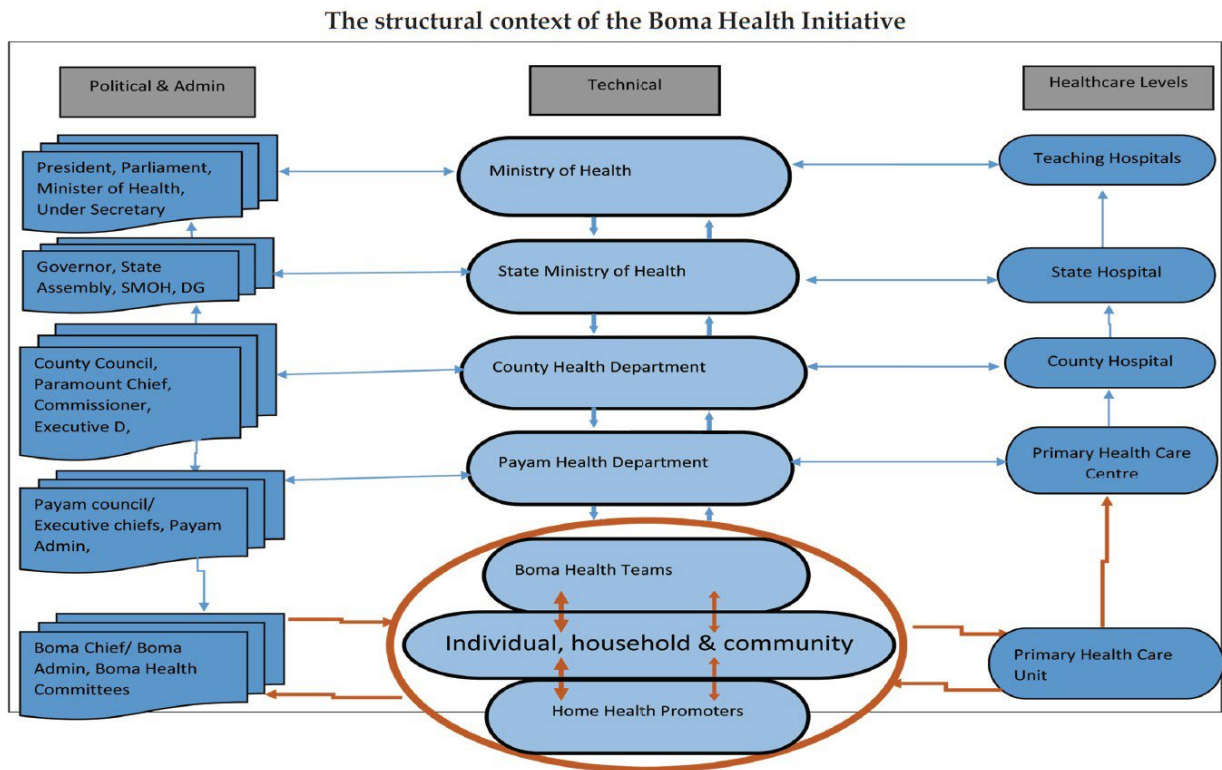 The structural context of the Boma Health Initiative
Political & Admin
Technical
Healthcare Levels
President, Parliament,
Minister of Health,
Under Secretary
Ministry of Health
Teaching Hospitals
Governor, State
Assembly, SMOH, DG
State Ministry of Health
State Hospital
County Council,
Paramount Chief,
Commissioner,
Executive D,
County Health Department
County Hospital
Payam Health Department
Primary Health Care
Centre
Payam council/
Executive chiefs, Payam
Admin,
Boma Health Teams
Individual, household & community
Home Health Promoters
Boma Chief/ Boma
Admin, Boma Health
Committees
Primary Health Care
Unit